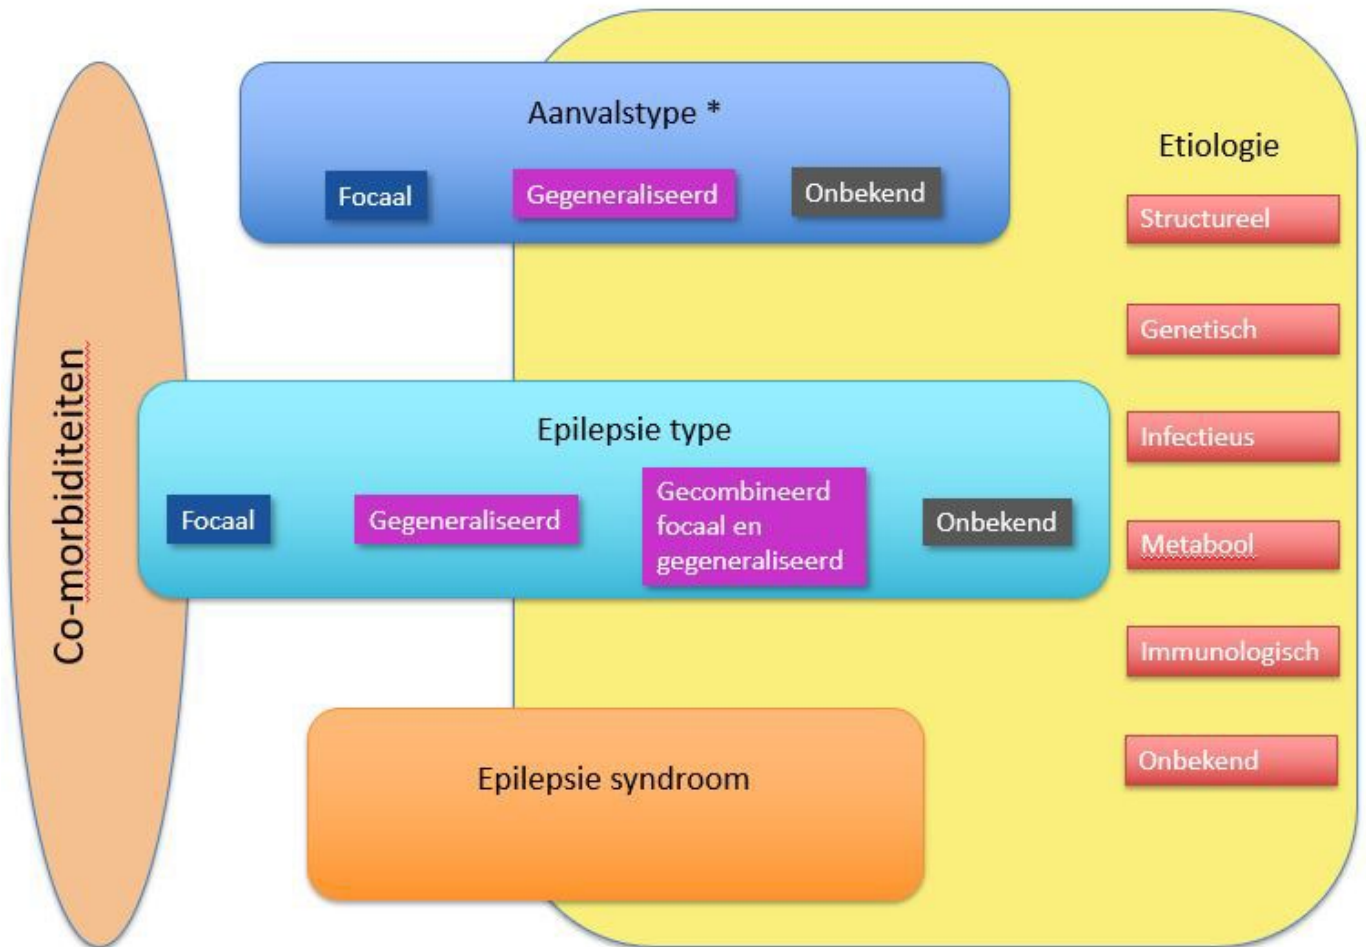 Aanvalstype *
Focaal
Gegeneraliseerd
Onbekend
Co-morbiditeiten
Epilepsie type
Focaal
Gegeneraliseerd
Gecombineerd
focaal en
gegeneraliseerd
Onbekend
Epilepsie syndroom
Etiologie
Structureel
Genetisch
Infectieus
Metabool
Immunologisch
Onbekend